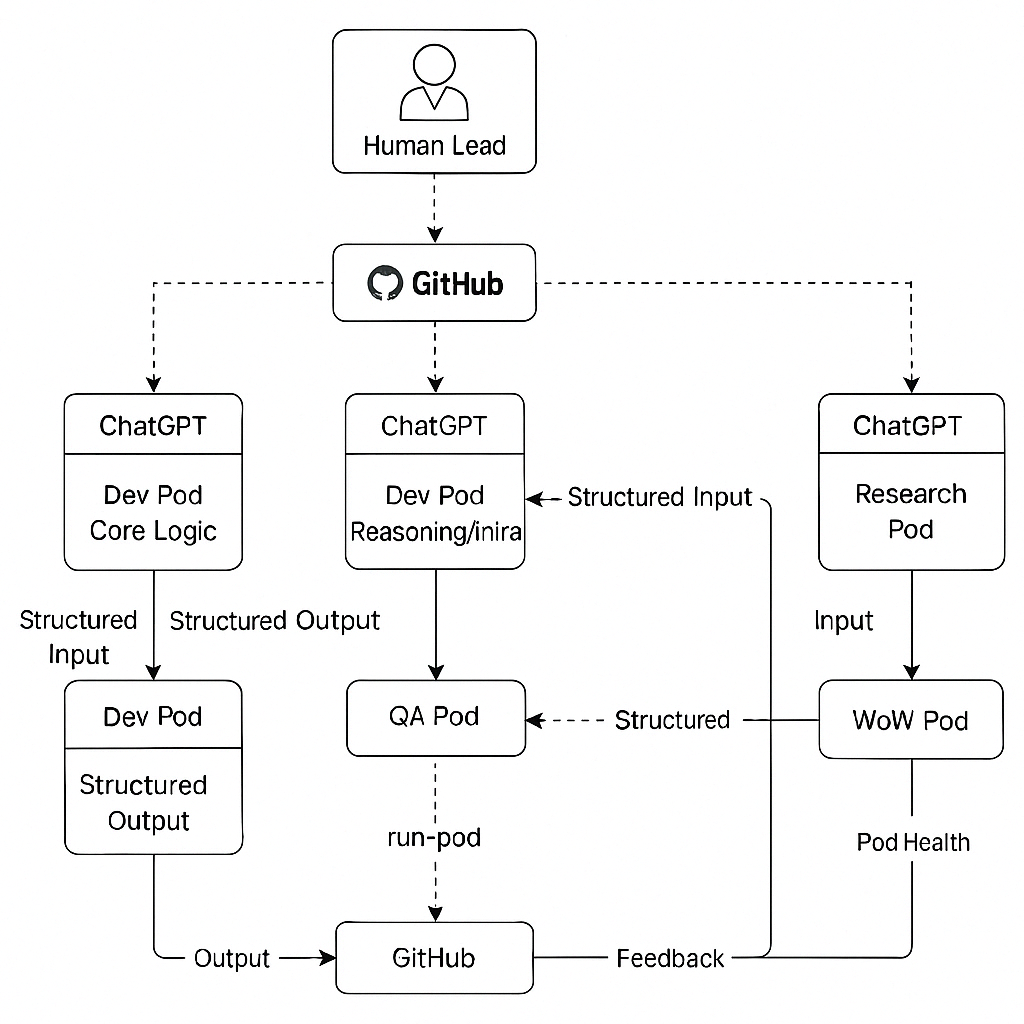 Human Lead
GitHub
ChatGPT
Dev Pod
Core Logic
ChatGPT
Dev Pod
Reasoning/inira
ChatGPT
Research
Pod
Structured Input
Structured
Input
Structured Output
Input
Dev Pod
Structured
Output
QA Pod
Structured
WoW Pod
run-pod
Pod Health
Output
GitHub
Feedback